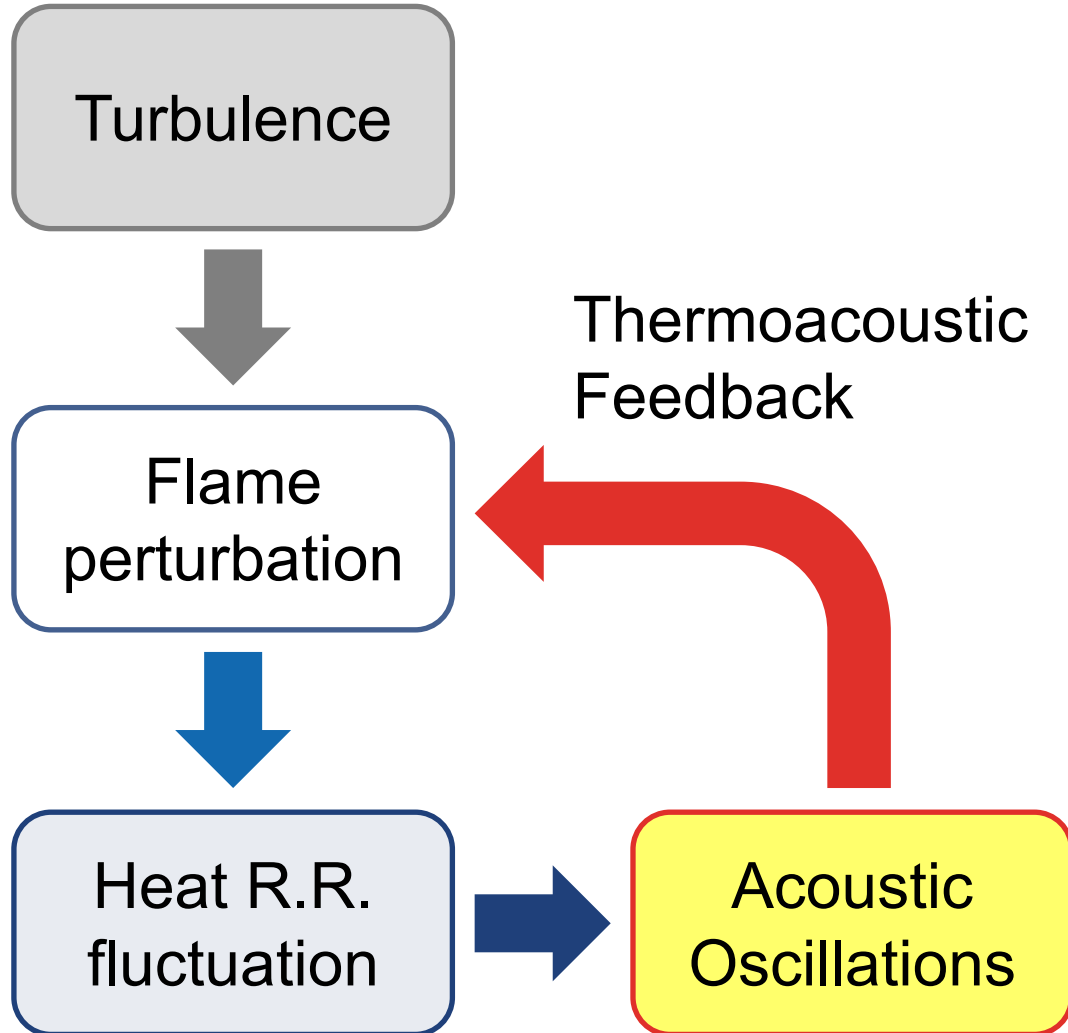 Turbulence
Thermoacoustic
Feedback
Flame
perturbation
Heat R.R.
fluctuation
Acoustic
Oscillations